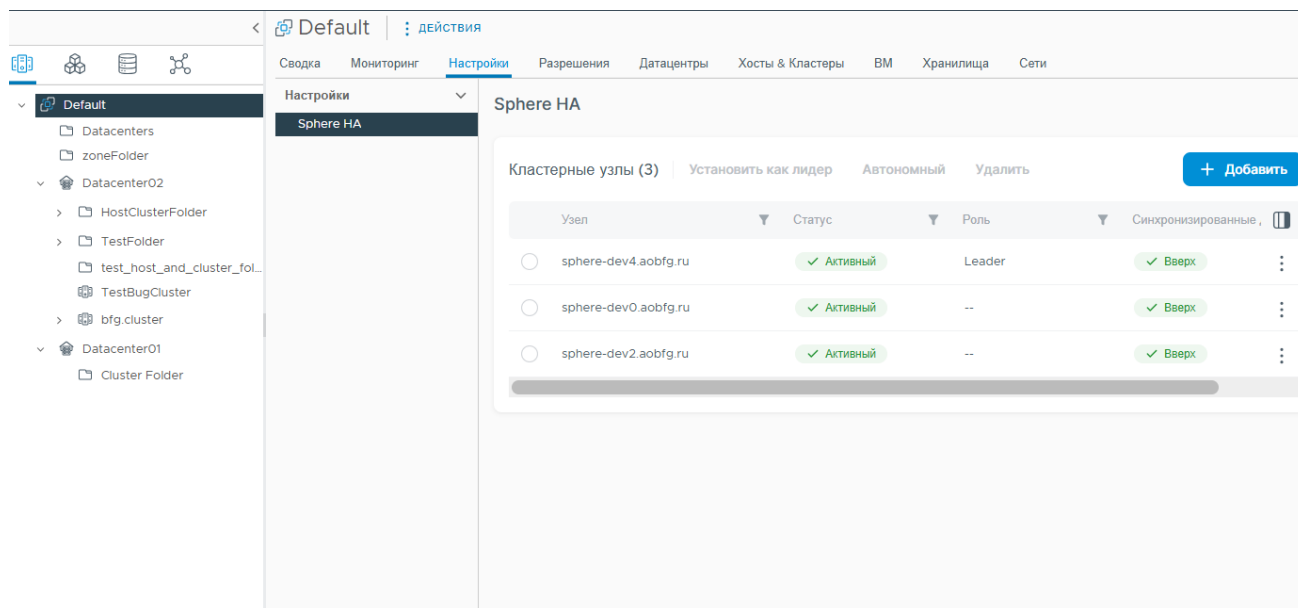 Default
ДЕЙСТВИЯ
Сводка Мониторинг Настройки Разрешения Датацентры Хосты & Кластеры ВМ Хранилища Сети
Default
Datacenters
zoneFolder
Datacenter02
HostClusterFolder
TestFolder
test_host_and_cluster_fol...
TestBugCluster
bfg.cluster
Datacenter01
Cluster Folder
Настройки
Sphere HA
Sphere HA
Кластерные узлы (3) Установить как лидер Автономный Удалить + Добавить
Узел Статус Роль Синхронизированные
sphere-dev4.aobfg.ru Активный Leader Вверх
sphere-dev0.aobfg.ru Активный -- Вверх
sphere-dev2.aobfg.ru Активный -- Вверх